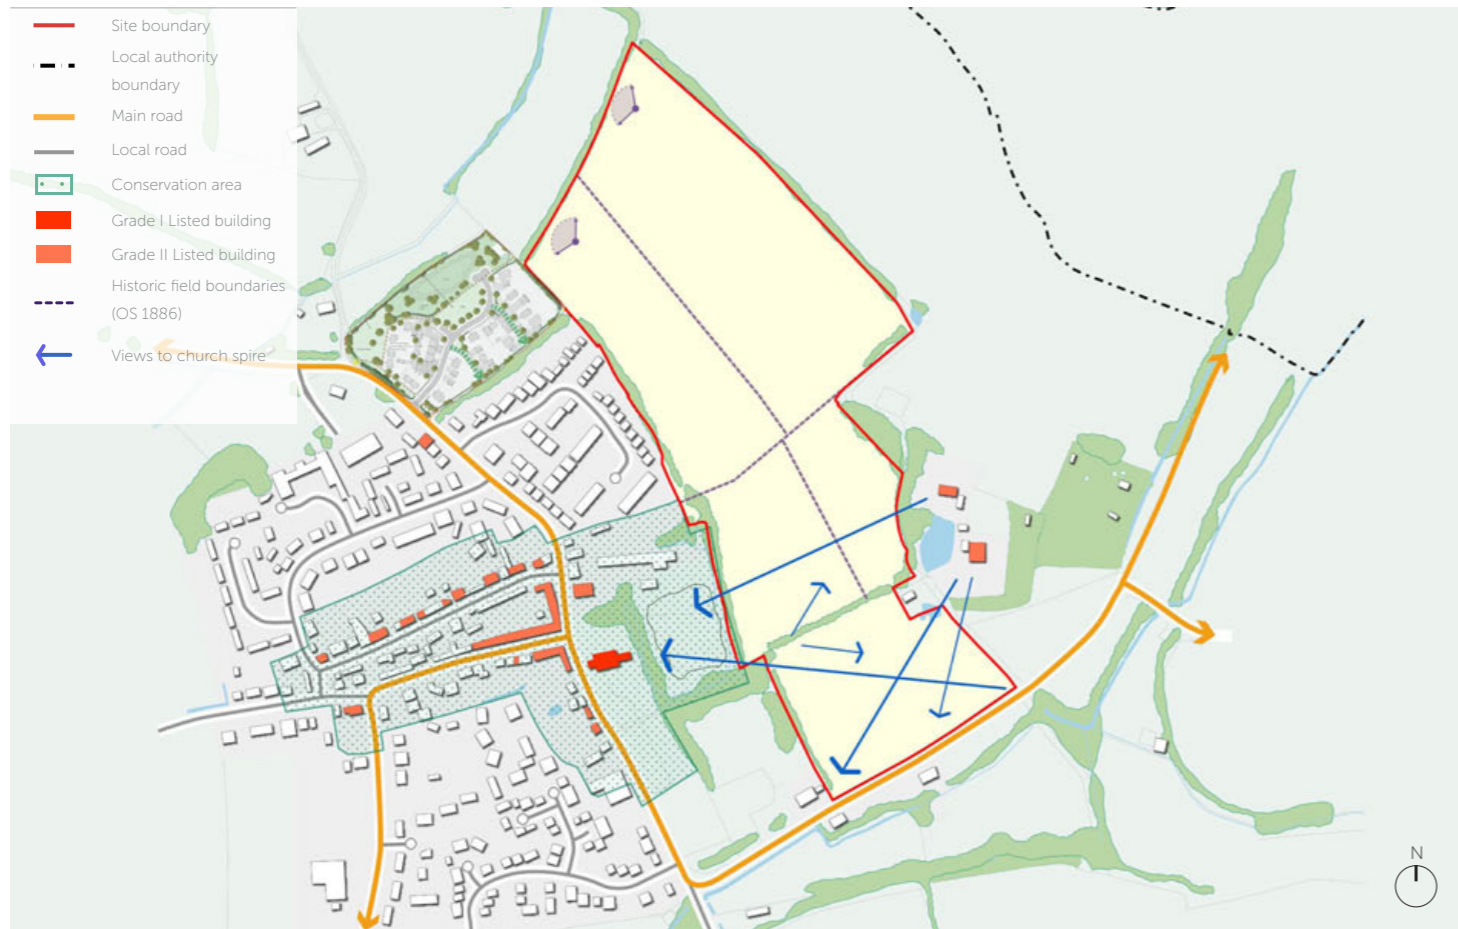 Site boundary
Local authority
boundary
Main road
Local road
Conservation area
Grade I Listed building
Grade II Listed building
Historic field boundaries
(OS 1886)
Views to church spire
N